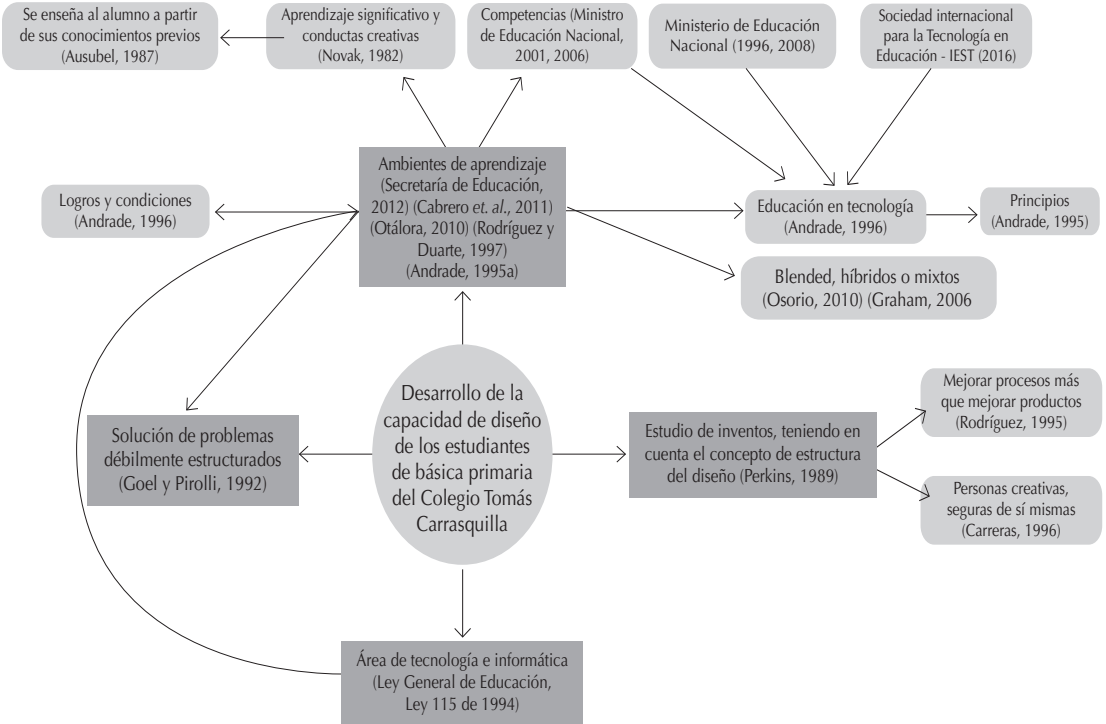 Se enseña al alumno a partir
de sus conocimientos previos
(Ausubel, 1987)
Aprendizaje significativo y
conductas creativas
(Novak, 1982)
Competencias (Ministro
de Educación Nacional,
2001, 2006)
Ministerio de Educación
Nacional (1996, 2008)
Sociedad internacional
para la Tecnología en
Educación - IEST (2016)
Ambientes de aprendizaje
(Secretaría de Educación,
2012) (Cabrero et. al., 2011)
(Otálora, 2010) (Rodríguez y
Duarte, 1997)
(Andrade, 1995a)
Logros y condiciones
(Andrade, 1996)
Educación en tecnología
(Andrade, 1996)
Principios
(Andrade, 1995)
Blended, híbridos o mixtos
(Osorio, 2010) (Graham, 2006
Desarrollo de la
capacidad de diseño
de los estudiantes
de básica primaria
del Colegio Tomás
Carrasquilla
Solución de problemas
débilmente estructurados
(Goel y Pirolli, 1992)
Estudio de inventos, teniendo en
cuenta el concepto de estructura
del diseño (Perkins, 1989)
Mejorar procesos más
que mejorar productos
(Rodríguez, 1995)
Personas creativas,
seguras de sí mismas
(Carreras, 1996)
Área de tecnología e informática
(Ley General de Educación,
Ley 115 de 1994)